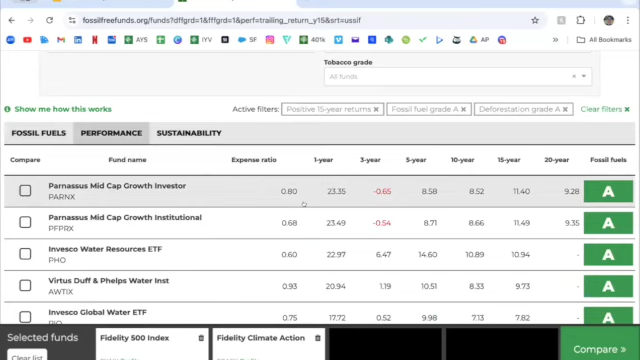 fossilfreefunds.org/funds?dffgrd=1&fffgrd=1&perf=trailing_return_y15&srt=ussif
AYS
IYV
SF
401k
AP
All Bookmarks
Tobacco grade
All funds
Show me how this works
Active filters: Positive 15-year returns × Fossil fuel grade A × Deforestation grade A × Clear filters ×
FOSSIL FUELS PERFORMANCE SUSTAINABILITY
Compare Fund name Expense ratio 1-year 3-year 5-year 10-year 15-year 20-year Fossil fuels
Parnassus Mid Cap Growth Investor 0.80 23.35 -0.65 8.58 8.52 11.40 9.28 A
PARNX
Parnassus Mid Cap Growth Institutional 0.68 23.49 -0.54 8.71 8.66 11.49 9.35 A
PFPRX
Invesco Water Resources ETF 0.60 22.97 6.47 14.60 10.89 10.94 - A
PHO
Virtus Duff & Phelps Water Inst 0.93 20.94 1.19 10.51 8.33 9.73 - A
AWTIX
Invesco Global Water ETF 0.75 17.72 0.52 9.98 7.13 7.82 - A
PIO
Selected funds Fidelity 500 Index Fidelity Climate Action
Clear list
Compare »